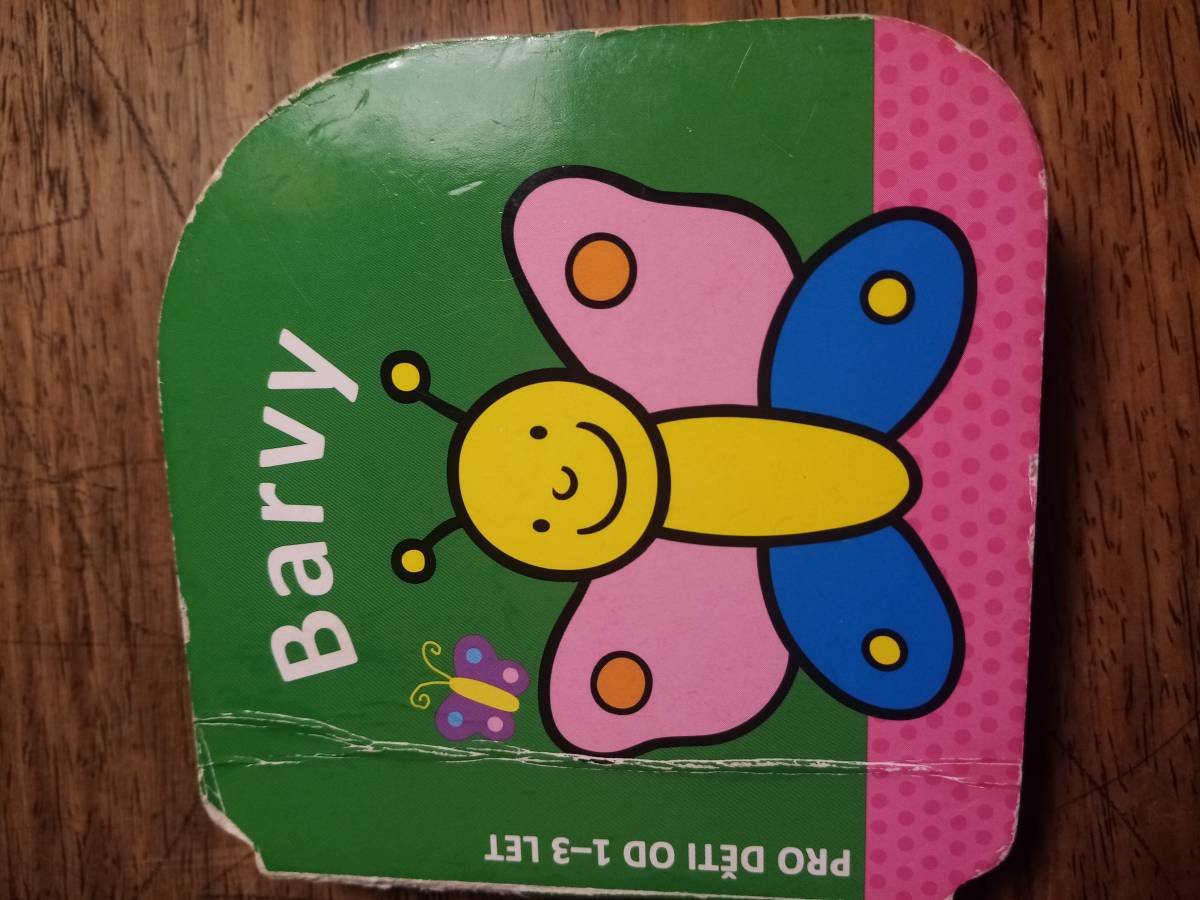 Barvy
PRO DĚTI OD 1–3 LET